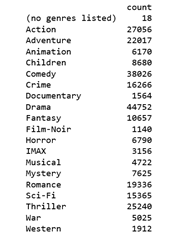 count
(no genres listed) 18
Action 27056
Adventure 22017
Animation 6170
Children 8680
Comedy 38026
Crime 16266
Documentary 1564
Drama 44752
Fantasy 10657
Film-Noir 1140
Horror 6790
IMAX 3156
Musical 4722
Mystery 7625
Romance 19336
Sci-Fi 15365
Thriller 25240
War 5025
Western 1912